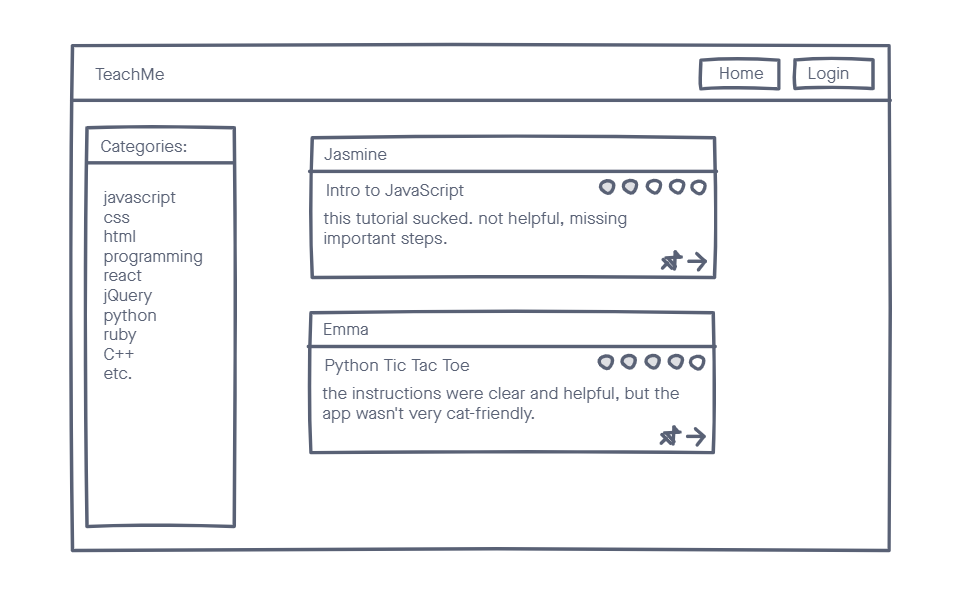 TeachMe
Home
Login
Categories:
javascript
css
html
programming
react
jQuery
python
ruby
C++
etc.
Jasmine
Intro to JavaScript
this tutorial sucked. not helpful, missing
important steps.
Emma
Python Tic Tac Toe
the instructions were clear and helpful, but the
app wasn't very cat-friendly.